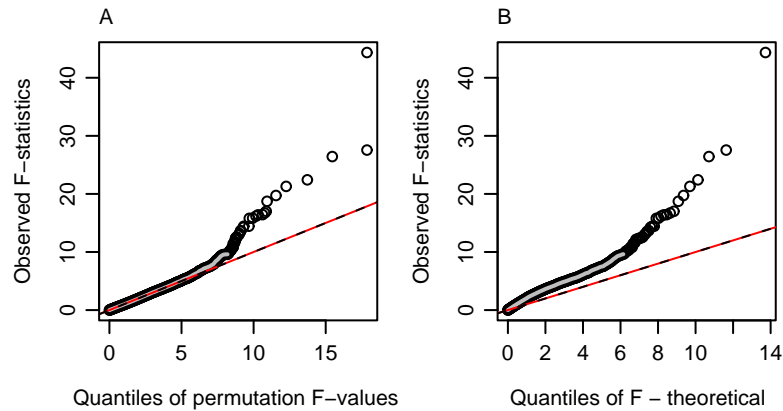 A
Observed F−statistics
0 10 20 30 40
0 5 10 15
Quantiles of permutation F−values
B
Observed F−statistics
0 10 20 30 40
0 2 4 6 8 10 14
Quantiles of F − theoretical